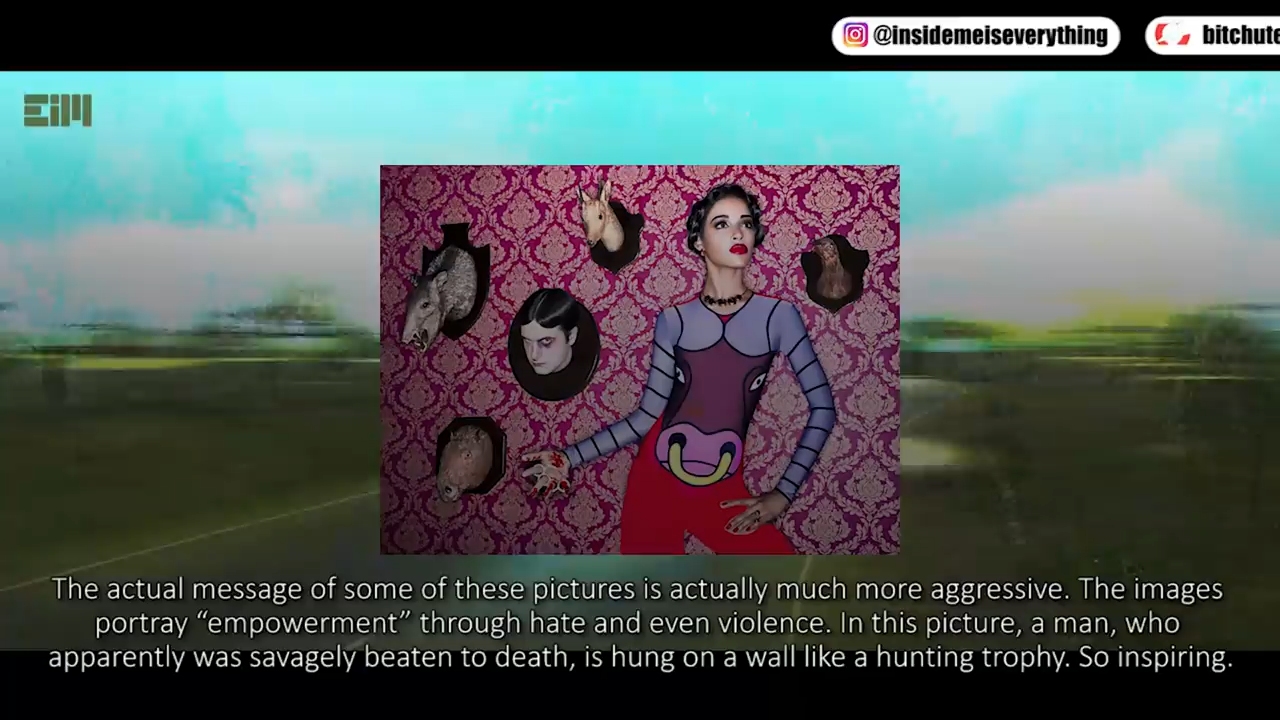 @insidemeiseverything
bitchute
EiM
The actual message of some of these pictures is actually much more aggressive. The images
portray “empowerment” through hate and even violence. In this picture, a man, who
apparently was savagely beaten to death, is hung on a wall like a hunting trophy. So inspiring.